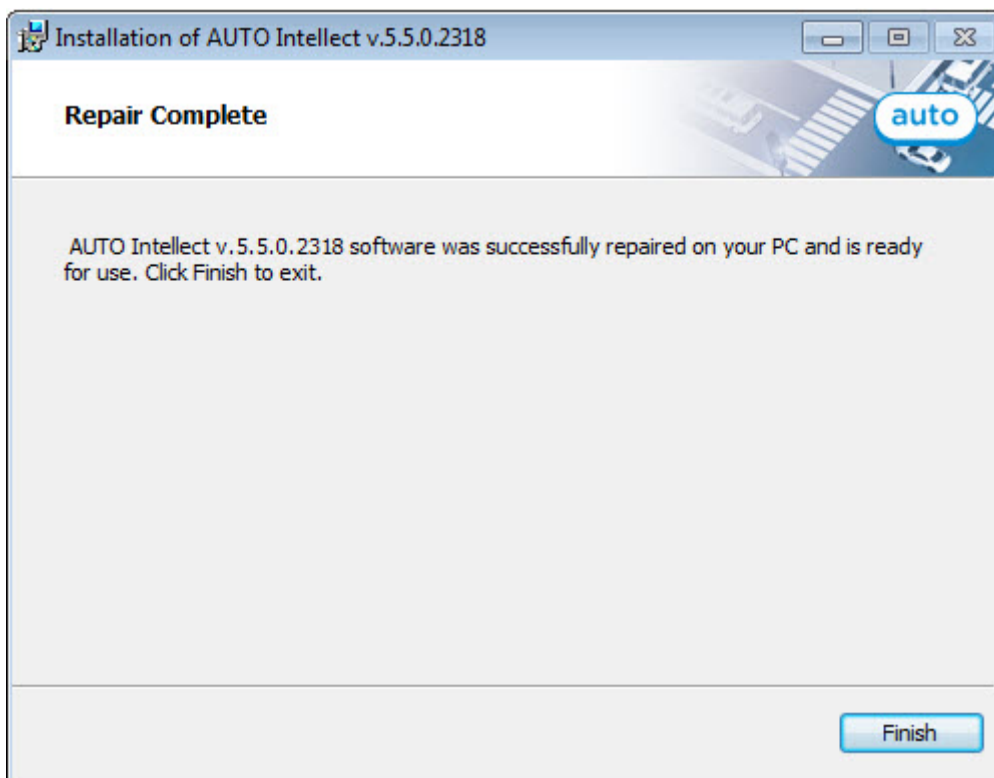 Installation of AUTO Intellect v.5.5.0.2318
Repair Complete
auto
AUTO Intellect v.5.5.0.2318 software was successfully repaired on your PC and is ready
for use. Click Finish to exit.
Finish